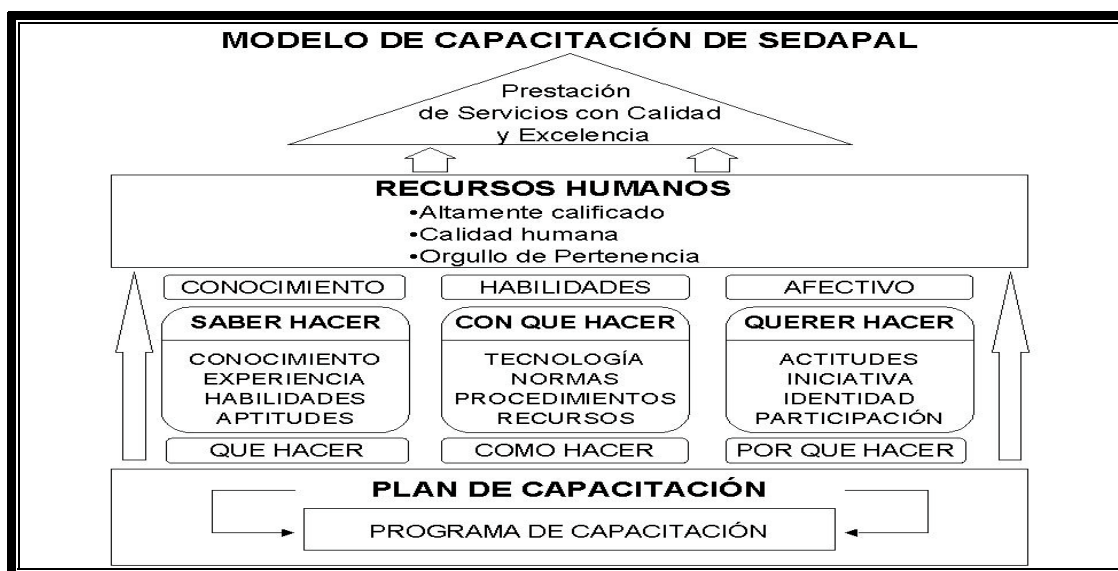 MODELO DE CAPACITACIÓN DE SEDAPAL
Prestación
de Servicios con Calidad
y Excelencia
RECURSOS HUMANOS
•Altamente calificado
•Calidad humana
•Orgullo de Pertenencia
CONOCIMIENTO
HABILIDADES
AFECTIVO
SABER HACER
CONOCIMIENTO
EXPERIENCIA
HABILIDADES
APTITUDES
CON QUE HACER
TECNOLOGÍA
NORMAS
PROCEDIMIENTOS
RECURSOS
QUERER HACER
ACTITUDES
INICIATIVA
IDENTIDAD
PARTICIPACIÓN
QUE HACER
COMO HACER
POR QUE HACER
PLAN DE CAPACITACIÓN
PROGRAMA DE CAPACITACIÓN